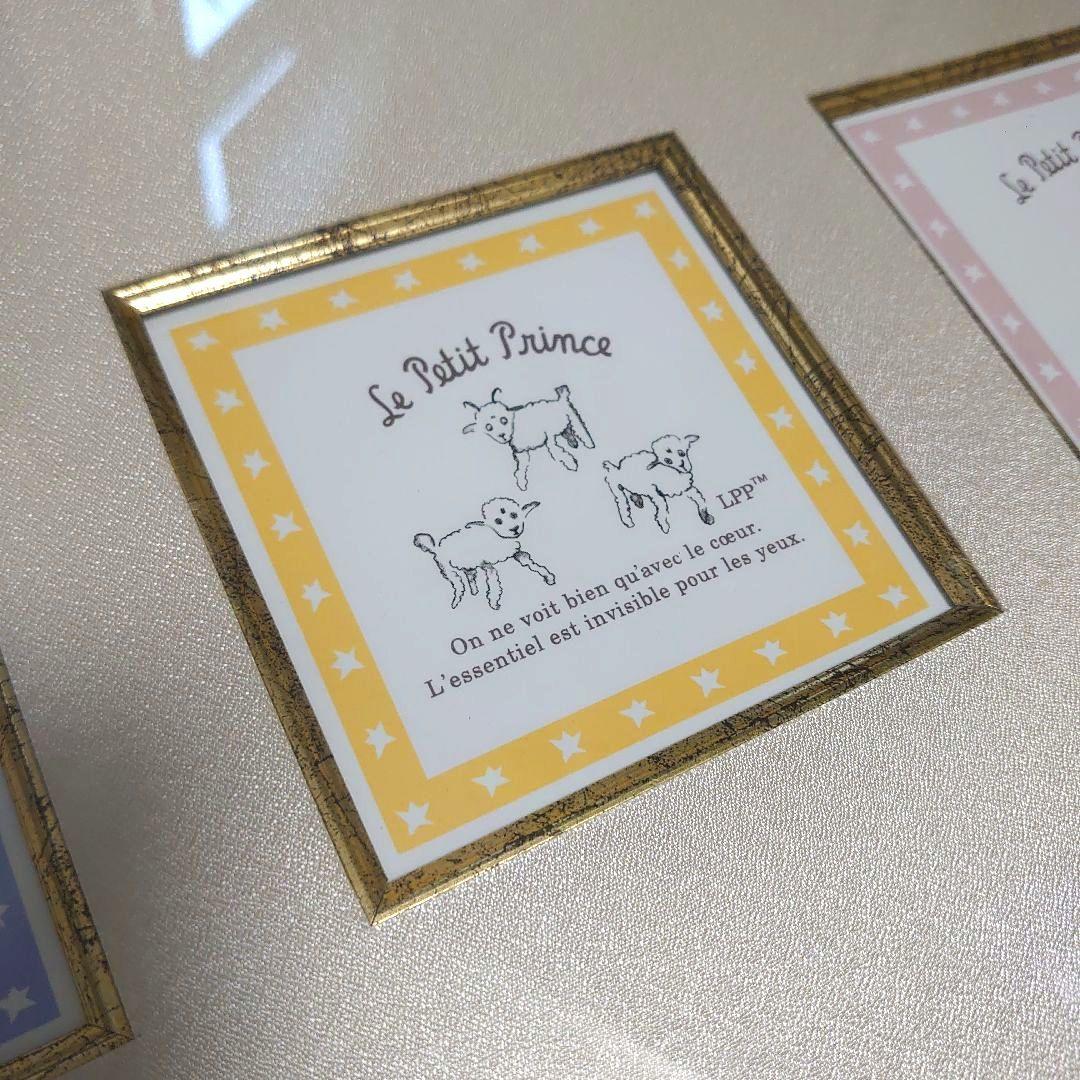 Le Petit Prince
LPP™
On ne voit bien qu'avec le cœur.
L'essentiel est invisible pour les yeux.
Le Petit